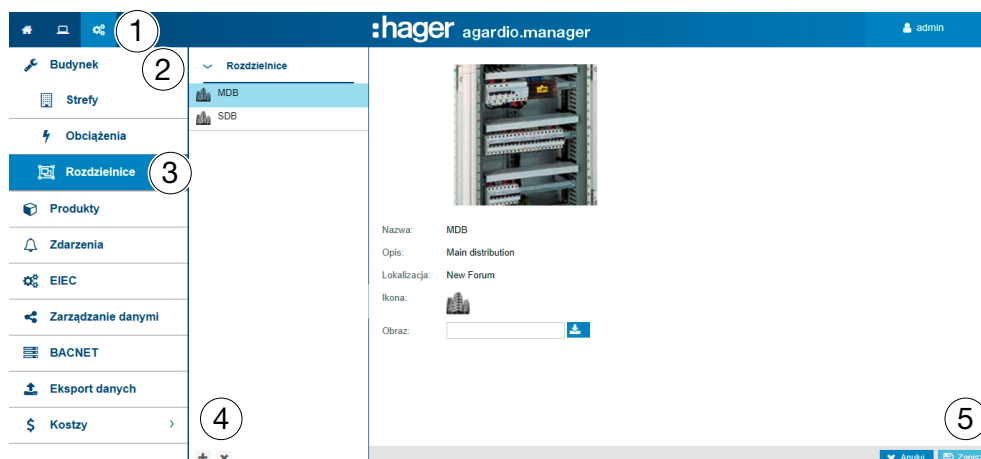 1
:hager agardio.manager
admin
Budynek
2
Rozdzielnice
MDB
SDB
Strefy
Obciążenia
Rozdzielnice
3
Produkty
Zdarzenia
EIEC
Zarządzanie danymi
BACNET
Eksport danych
Kostzy
4
Nazwa: MDB
Opis: Main distribution
Lokalizacja: New Forum
Ikona:
Obraz:
5
Anuluj